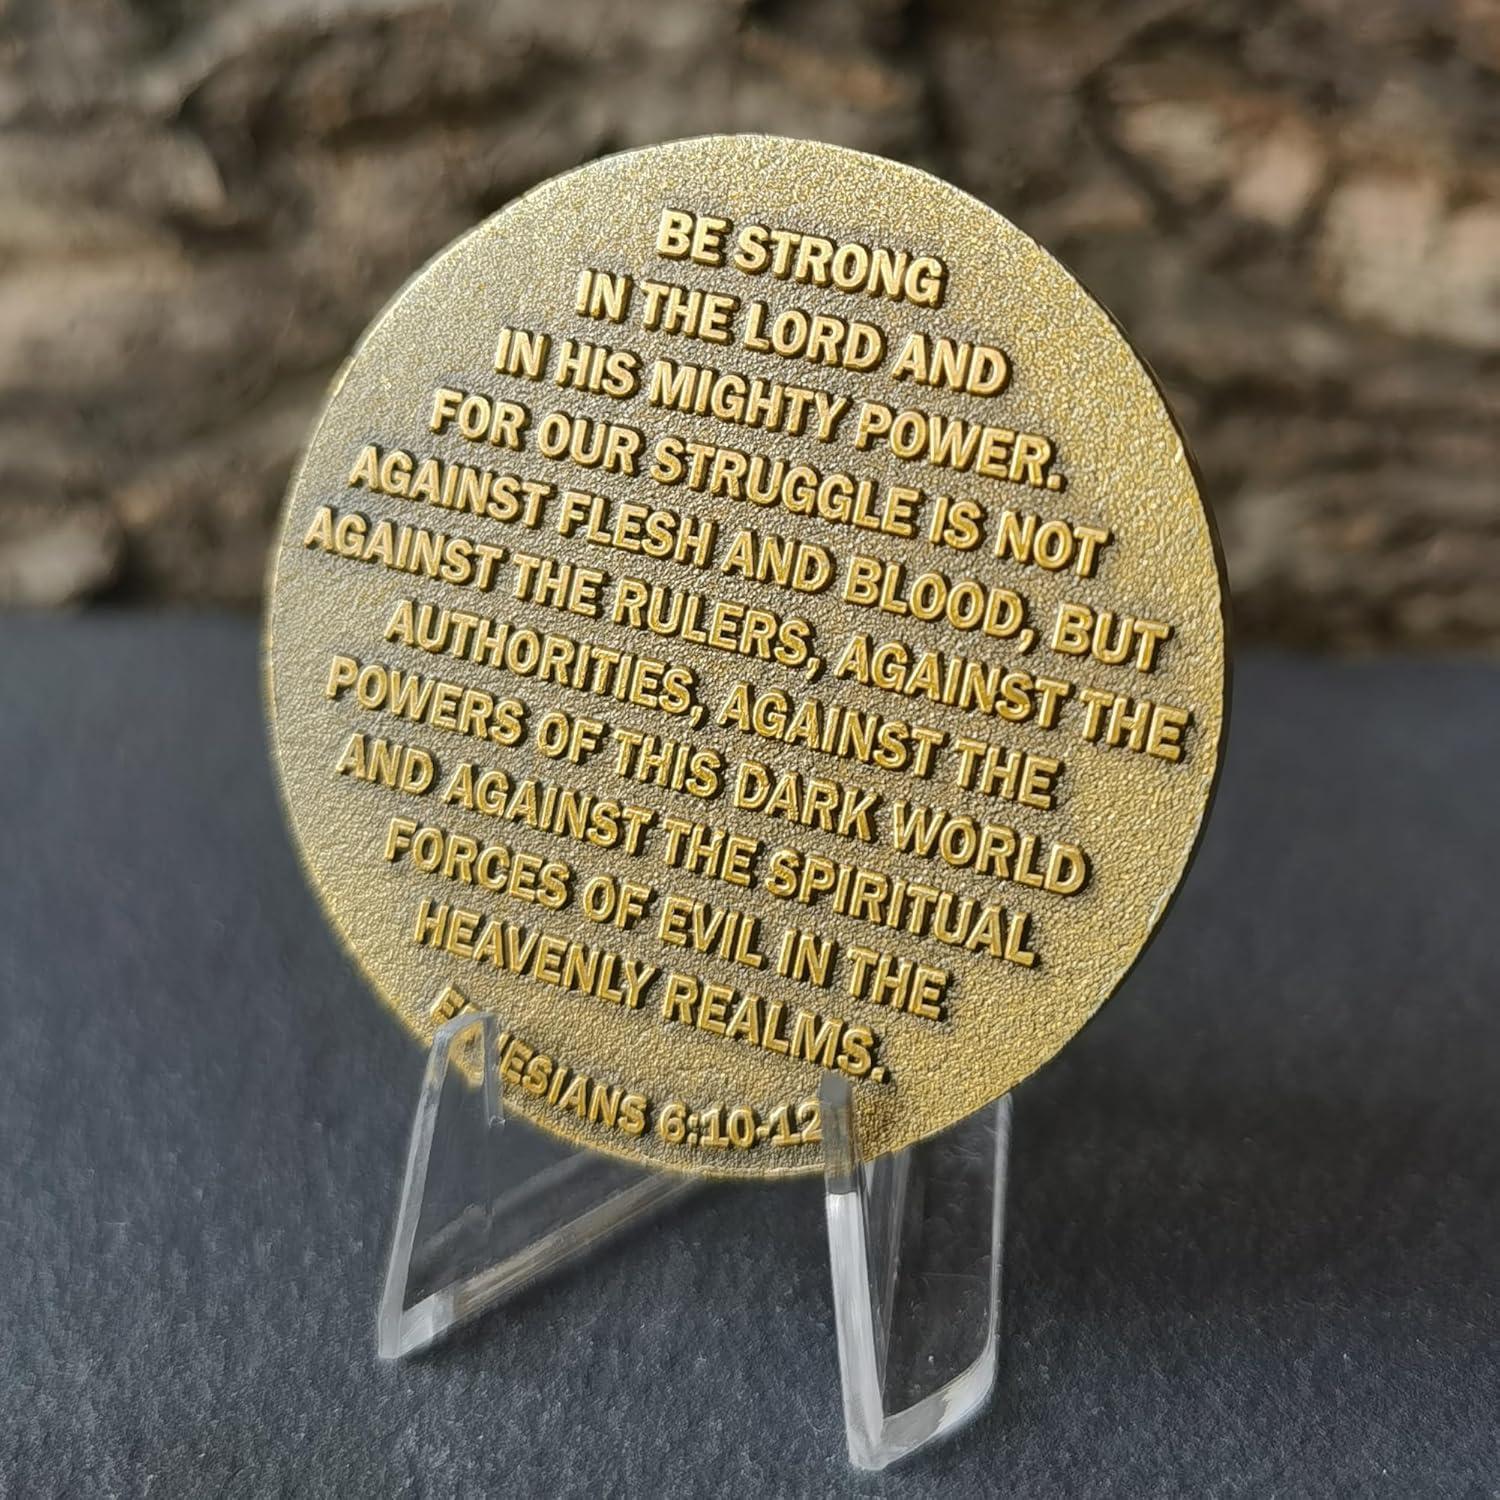 BE STRONG
IN THE LORD AND
IN HIS MIGHTY POWER.
FOR OUR STRUGGLE IS NOT
AGAINST FLESH AND BLOOD, BUT
AGAINST THE RULERS, AGAINST THE
AUTHORITIES, AGAINST THE
POWERS OF THIS DARK WORLD
AND AGAINST THE SPIRITUAL
FORCES OF EVIL IN THE
HEAVENLY REALMS.
EPHESIANS 6:10-12